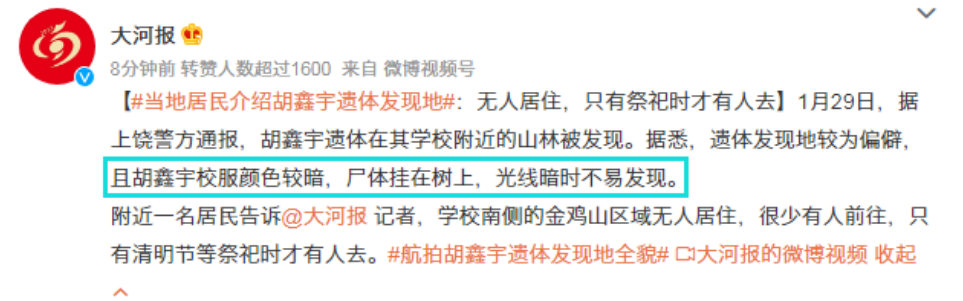 大河报
8分钟前 转赞人数超过1600 来自 微博视频号
【#当地居民介绍胡鑫宇遗体发现地#：无人居住，只有祭祀时才有人去】1月29日，据
上饶警方通报，胡鑫宇遗体在其学校附近的山林被发现。据悉，遗体发现地较为偏僻，
且胡鑫宇校服颜色较暗，尸体挂在树上，光线暗时不易发现。
附近一名居民告诉@大河报 记者，学校南侧的金鸡山区域无人居住，很少有人前往，只
有清明节等祭祀时才有人去。#航拍胡鑫宇遗体发现地全貌# 大河报的微博视频 收起